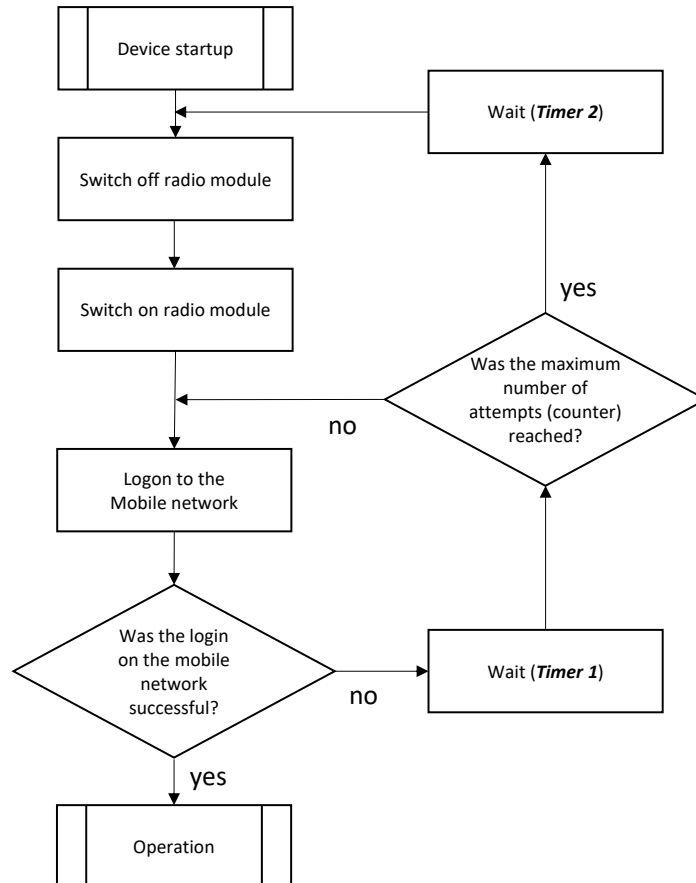 Device startup
Wait (Timer 2)
Switch off radio module
Switch on radio module
yes
Was the maximum
number of
attempts (counter)
reached?
no
Logon to the
Mobile network
Was the login
on the mobile
network
successful?
no
Wait (Timer 1)
yes
Operation